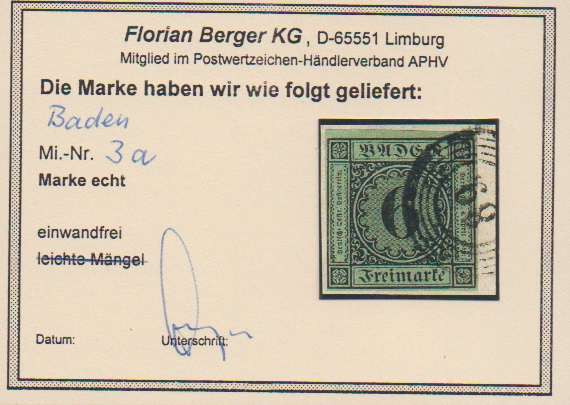 Florian Berger KG , D-65551 Limburg
Mitglied im Postwertzeichen-Händlerverband APHV
Die Marke haben wir wie folgt geliefert:
Baden
Mi.-Nr. 3a
Marke echt
einwandfrei
leichte Mängel
Datum: Unterschrift:
BADEN
6
Freimarke